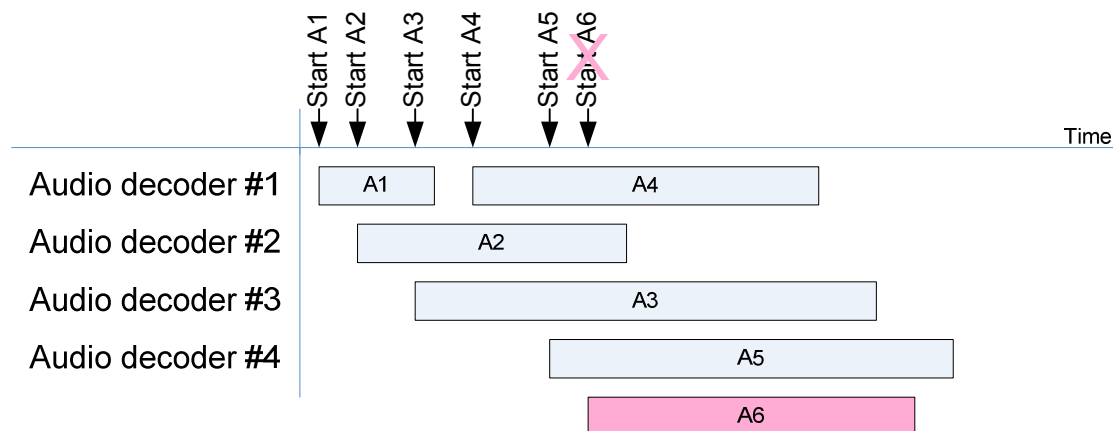 Start A1
Start A2
Start A3
Start A4
Start A5
Start A6
Time
Audio decoder #1
A1
A4
Audio decoder #2
A2
Audio decoder #3
A3
Audio decoder #4
A5
A6